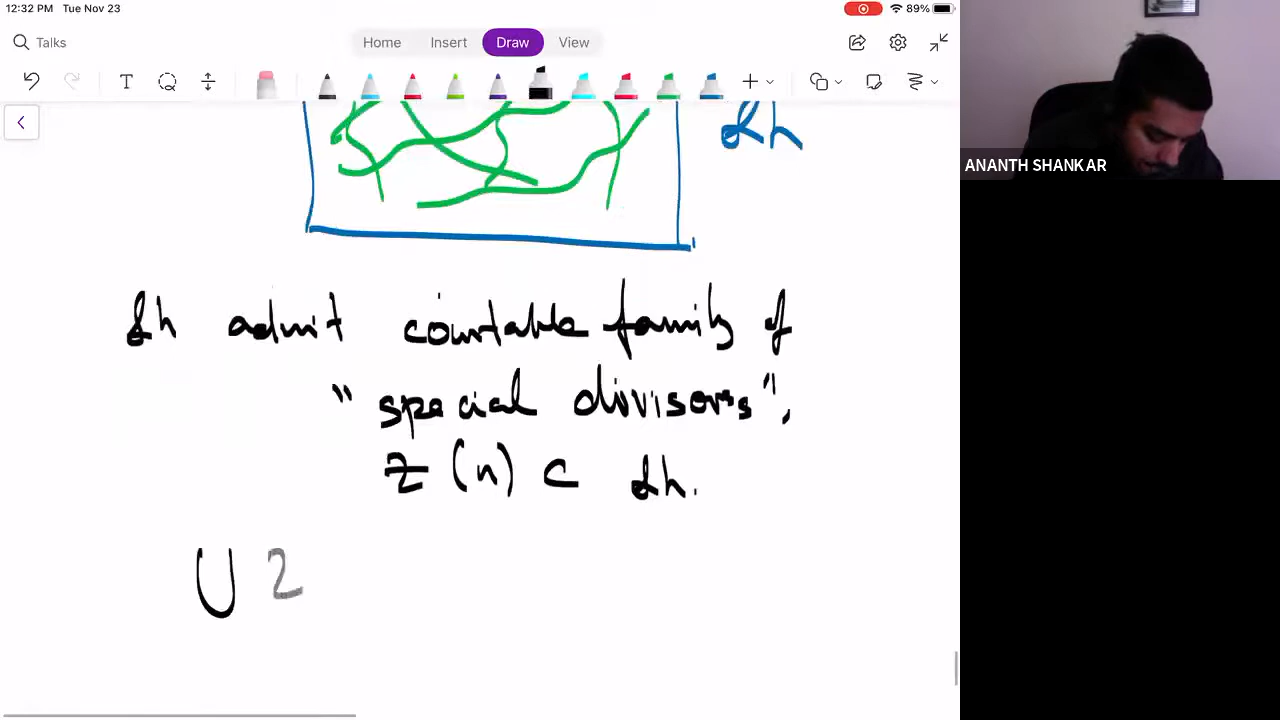 12:32 PM Tue Nov 23
89%
Talks
Home Insert Draw View
T
Sh
ANANTH SHANKAR
Sh admit countable family of
"special divisors".
Z(n) ⊂ Sh.
∪ Z